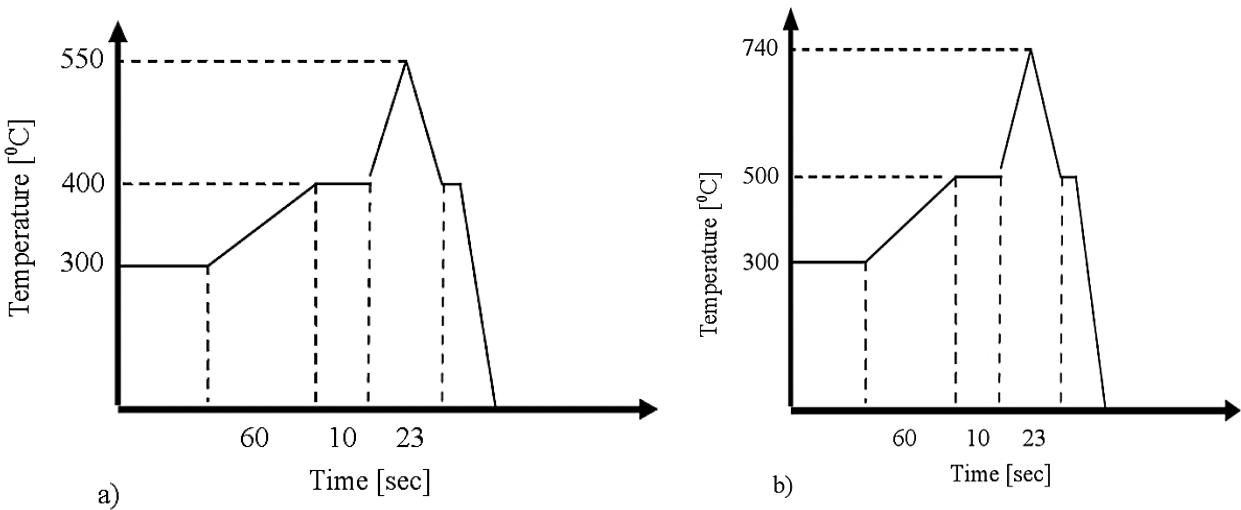 550
400
300
Temperature [⁰C]
60 10 23
Time [sec]
a)
740
500
300
Temperature [⁰C]
60 10 23
Time [sec]
b)